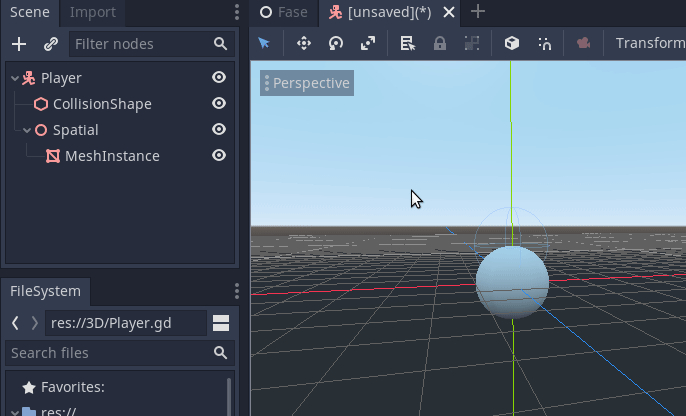 Scene Import
Fase [unsaved](*)
Filter nodes
Transform
Perspective
Player
CollisionShape
Spatial
MeshInstance
FileSystem
res://3D/Player.gd
Search files
Favorites:
res://